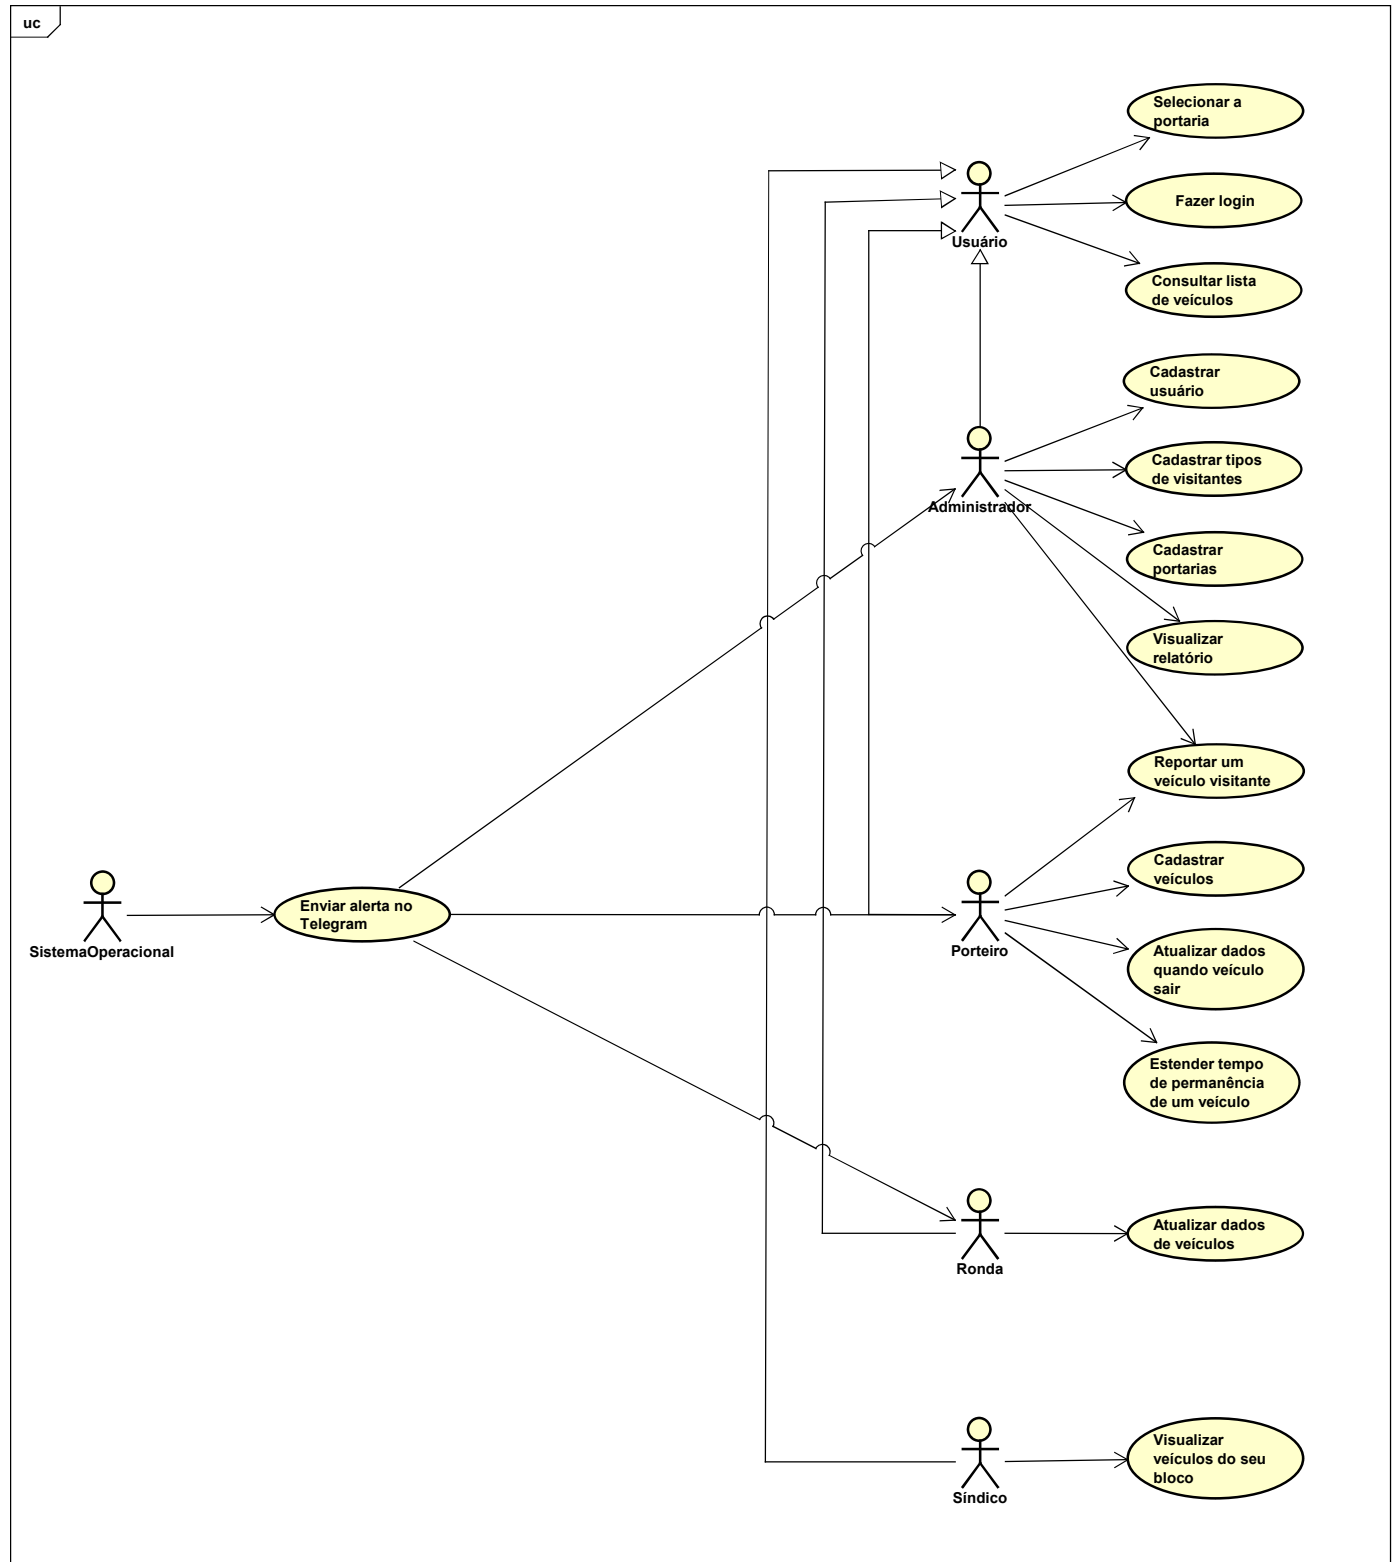 uc
Selecionar a
portaria
Usuário
Fazer login
Consultar lista
de veículos
Cadastrar
usuário
Administrador
Cadastrar tipos
de visitantes
Cadastrar
portarias
Visualizar
relatório
Reportar um
veículo visitante
SistemaOperacional
Enviar alerta no
Telegram
Porteiro
Cadastrar
veículos
Atualizar dados
quando veículo
sair
Estender tempo
de permanência
de um veículo
Ronda
Atualizar dados
de veículos
Síndico
Visualizar
veículos do seu
bloco